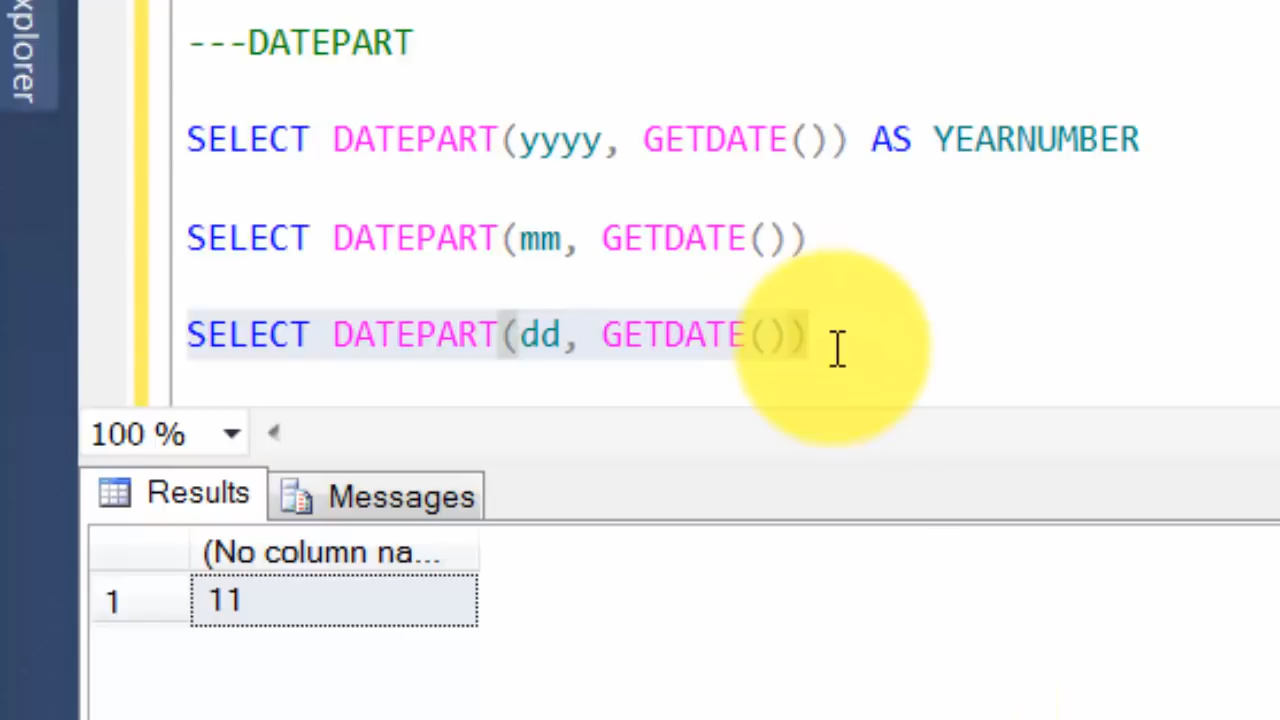 xplorer
---DATEPART
SELECT DATEPART(yyyy, GETDATE()) AS YEARNUMBER
SELECT DATEPART(mm, GETDATE())
SELECT DATEPART(dd, GETDATE())
100 %
Results Messages
(No column na...
1 11